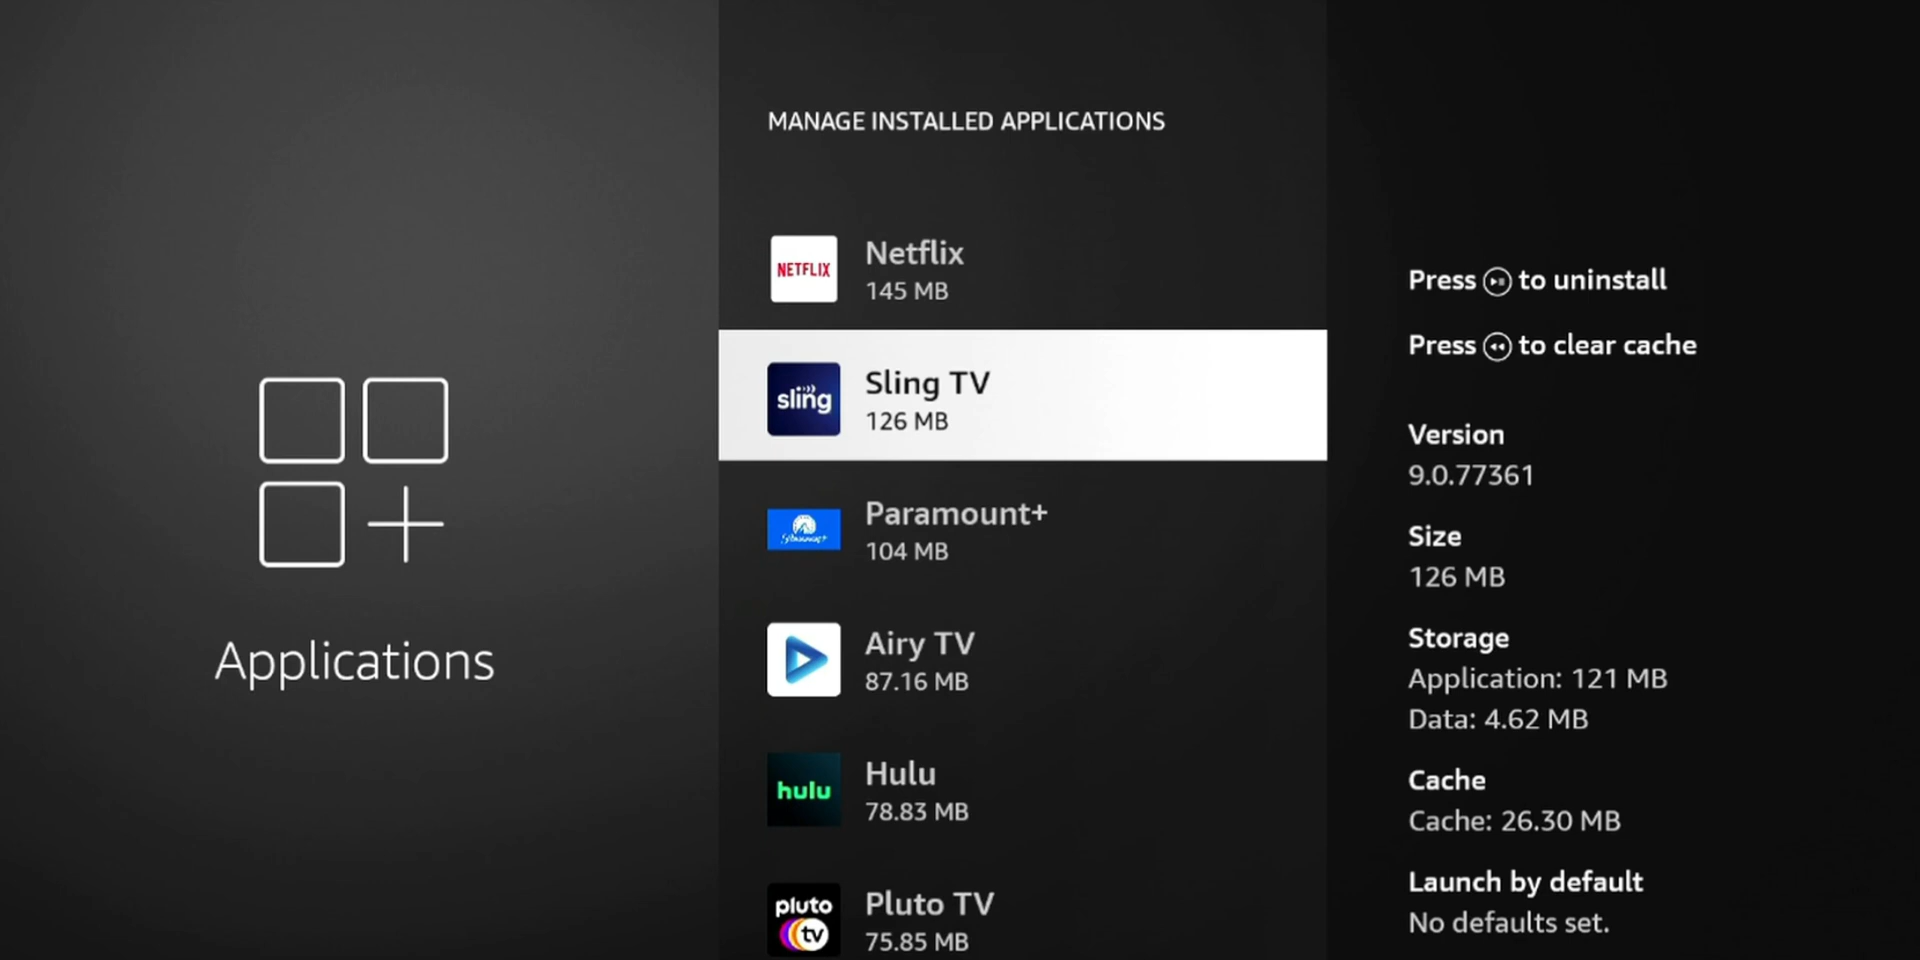 Applications
MANAGE INSTALLED APPLICATIONS
NETFLIX
Netflix
145 MB
sling
Sling TV
126 MB
Paramount+
Paramount+
104 MB
Airy TV
87.16 MB
hulu
Hulu
78.83 MB
pluto
tv
Pluto TV
75.85 MB
Press to uninstall
Press to clear cache
Version
9.0.77361
Size
126 MB
Storage
Application: 121 MB
Data: 4.62 MB
Cache
Cache: 26.30 MB
Launch by default
No defaults set.